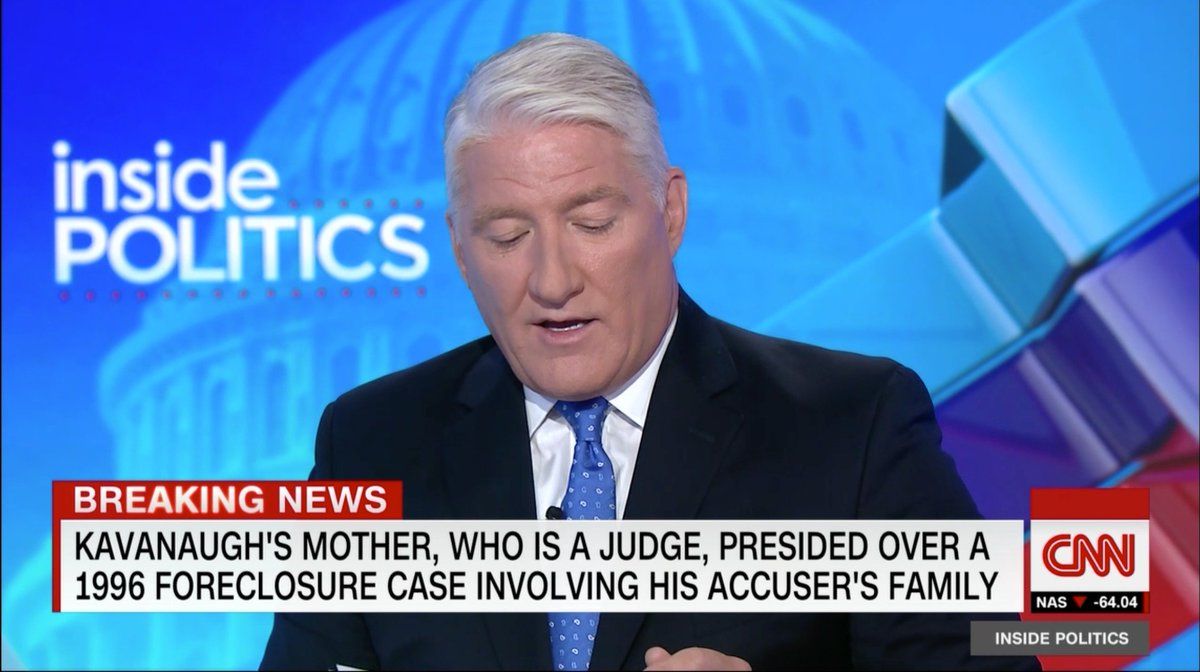 inside
POLITICS
BREAKING NEWS
KAVANAUGH'S MOTHER, WHO IS A JUDGE, PRESIDED OVER A
1996 FORECLOSURE CASE INVOLVING HIS ACCUSER'S FAMILY
CNN
NAS ▼ -64.04
INSIDE POLITICS